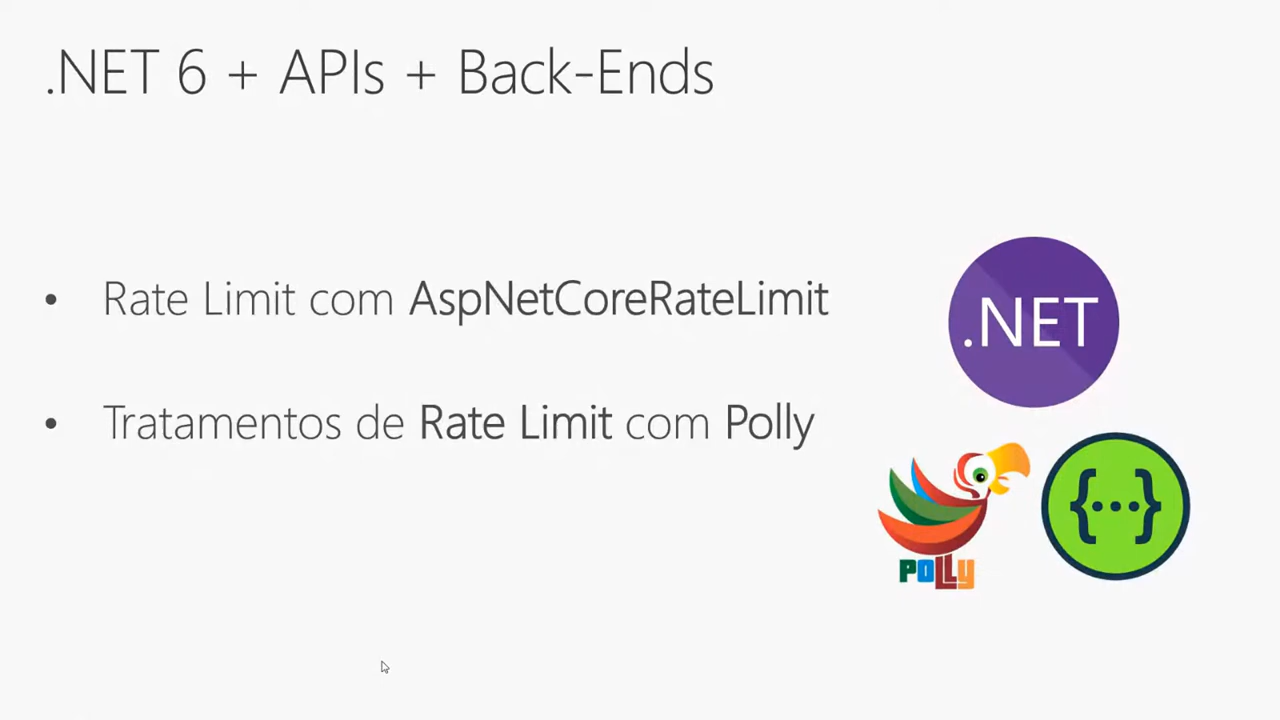 .NET 6 + APIs + Back-Ends
• Rate Limit com AspNetCoreRateLimit
• Tratamentos de Rate Limit com Polly
.NET
POLLY
{...}